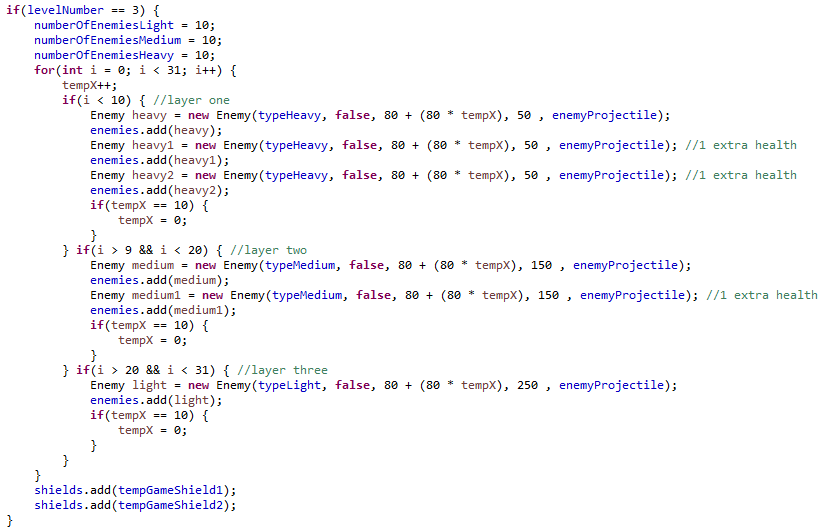 if(levelNumber == 3) {
    numberOfEnemiesLight = 10;
    numberOfEnemiesMedium = 10;
    numberOfEnemiesHeavy = 10;
    for(int i = 0; i < 31; i++) {
        tempX++;
        if(i < 10) { //layer one
            Enemy heavy = new Enemy(typeHeavy, false, 80 + (80 * tempX), 50 , enemyProjectile);
            enemies.add(heavy);
            Enemy heavy1 = new Enemy(typeHeavy, false, 80 + (80 * tempX), 50 , enemyProjectile); //1 extra health
            enemies.add(heavy1);
            Enemy heavy2 = new Enemy(typeHeavy, false, 80 + (80 * tempX), 50 , enemyProjectile); //1 extra health
            enemies.add(heavy2);
            if(tempX == 10) {
                tempX = 0;
            }
        } if(i > 9 && i < 20) { //layer two
            Enemy medium = new Enemy(typeMedium, false, 80 + (80 * tempX), 150 , enemyProjectile);
            enemies.add(medium);
            Enemy medium1 = new Enemy(typeMedium, false, 80 + (80 * tempX), 150 , enemyProjectile); //1 extra health
            enemies.add(medium1);
            if(tempX == 10) {
                tempX = 0;
            }
        } if(i > 20 && i < 31) { //layer three
            Enemy light = new Enemy(typeLight, false, 80 + (80 * tempX), 250 , enemyProjectile);
            enemies.add(light);
            if(tempX == 10) {
                tempX = 0;
            }
        }
    }
    shields.add(tempGameShield1);
    shields.add(tempGameShield2);
}